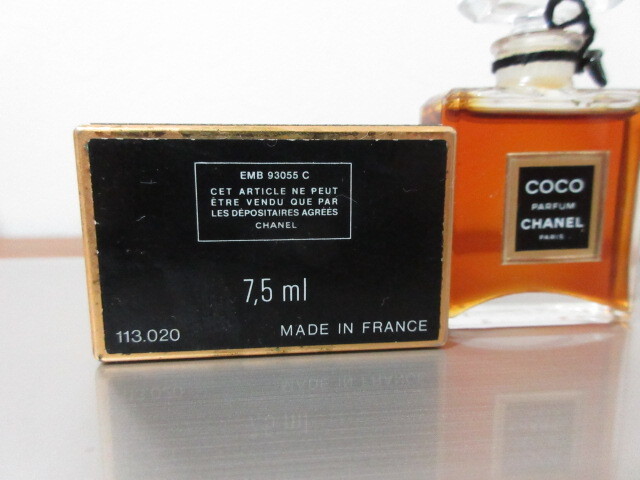 EMB 93055 C
CET ARTICLE NE PEUT
ÊTRE VENDU QUE PAR
LES DÉPOSITAIRES AGRÉES
CHANEL
7,5 ml
113.020
MADE IN FRANCE
COCO
PARFUM
CHANEL
PARIS